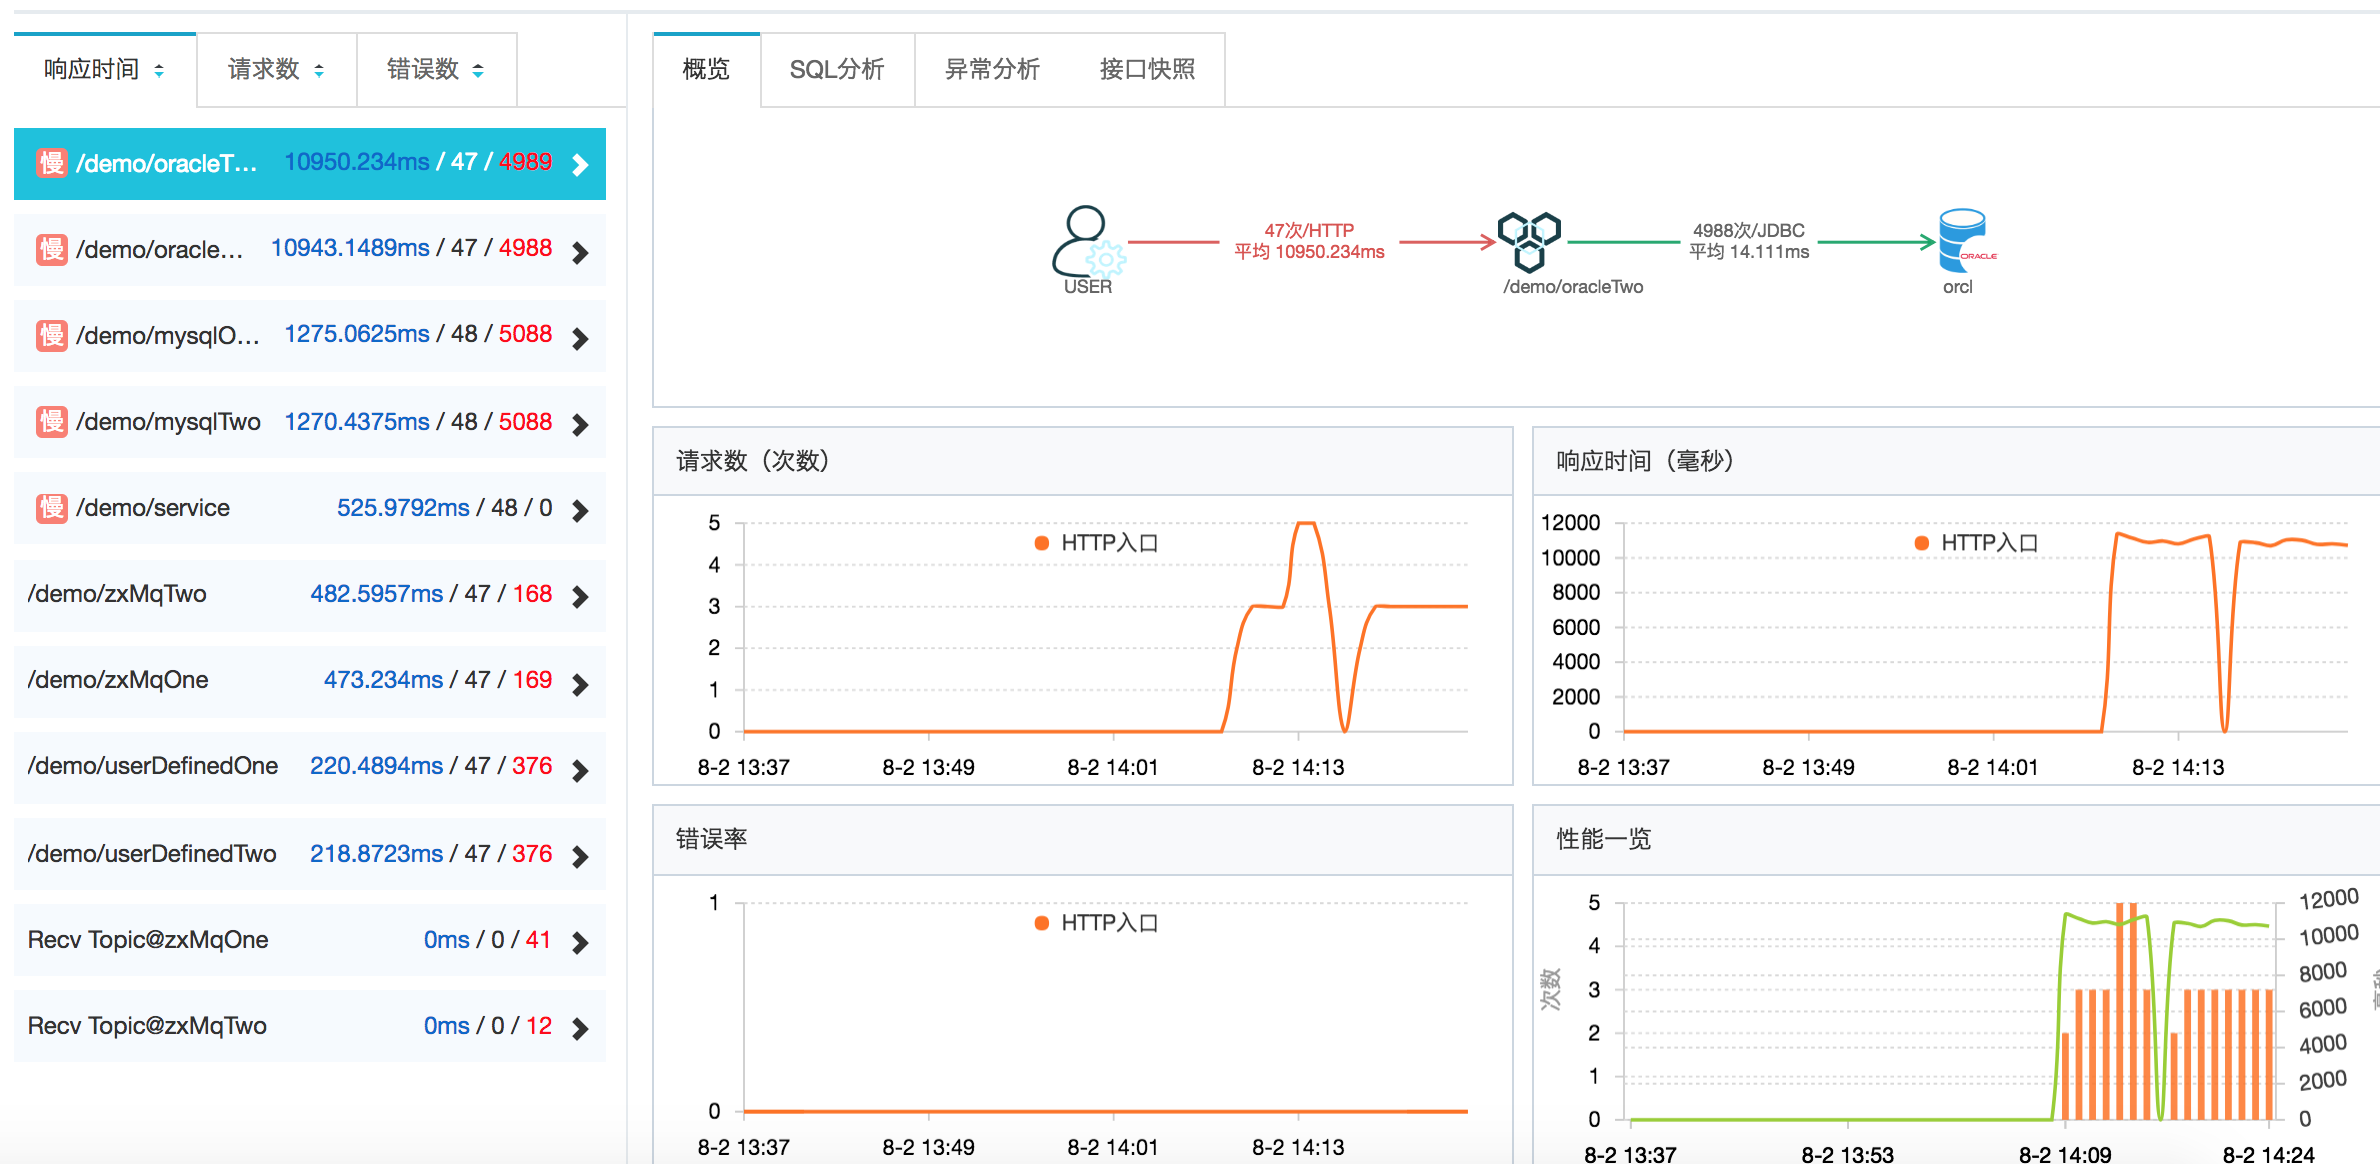 响应时间 请求数 错误数
慢 /demo/oracleT... 10950.234ms / 47 / 4989
慢 /demo/oracle... 10943.1489ms / 47 / 4988
慢 /demo/mysqlO... 1275.0625ms / 48 / 5088
慢 /demo/mysqlTwo 1270.4375ms / 48 / 5088
慢 /demo/service 525.9792ms / 48 / 0
/demo/zxMqTwo 482.5957ms / 47 / 168
/demo/zxMqOne 473.234ms / 47 / 169
/demo/userDefinedOne 220.4894ms / 47 / 376
/demo/userDefinedTwo 218.8723ms / 47 / 376
Recv Topic@zxMqOne 0ms / 0 / 41
Recv Topic@zxMqTwo 0ms / 0 / 12
概览 SQL分析 异常分析 接口快照
47次/HTTP
平均 10950.234ms
4988次/JDBC
平均 14.111ms
ORACLE
USER
/demo/oracleTwo
orcl
请求数（次数）
HTTP入口
5
4
3
2
1
0
8-2 13:37 8-2 13:49 8-2 14:01 8-2 14:13
响应时间（毫秒）
HTTP入口
12000
10000
8000
6000
4000
2000
0
8-2 13:37 8-2 13:49 8-2 14:01 8-2 14:13
错误率
HTTP入口
1
0
8-2 13:37 8-2 13:49 8-2 14:01 8-2 14:13
性能一览
次数
5
4
3
2
1
0
12000
10000
8000
6000
4000
2000
0
8-2 13:37 8-2 13:53 8-2 14:09 8-2 14:24